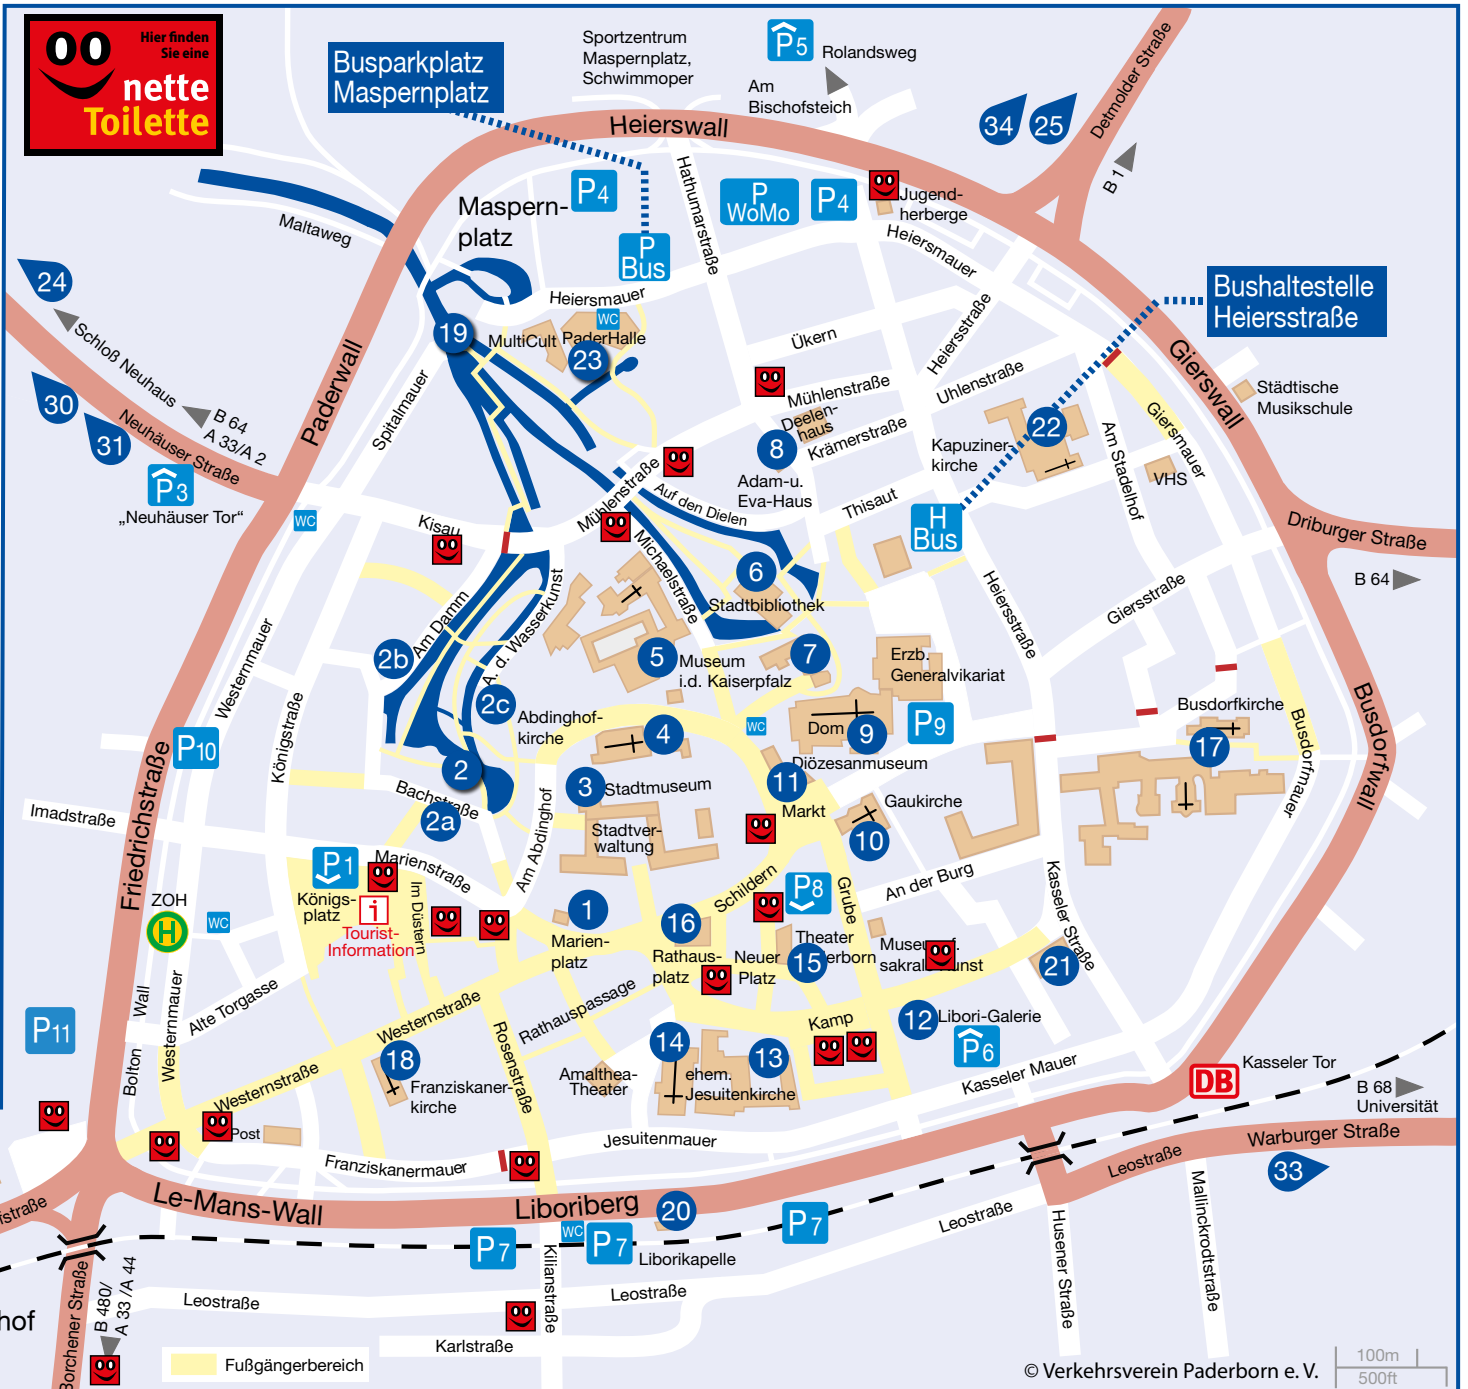 Hier finden
Sie eine
nette
Toilette
Busparkplatz
Maspernplatz
Sportzentrum
Maspernplatz,
Schwimmoper
P5
Rolandsweg
Am
Bischofsteich
Heierswall
34
25
Detmolder Straße
B 1
Maspern-
platz
P4
Hathumarstraße
P
WoMo
P4
Jugend-
herberge
Heiersmauer
Maltaweg
P
Bus
Bushaltestelle
Heiersstraße
24
Schloß Neuhaus
Heiersmauer
WC
19
MultiCult
PaderHalle
23
Ükern
Heiersstraße
Gierswall
Paderwall
Spitalmauer
30
31
B 64
A 33/A 2
Neuhäuser Straße
Mühlenstraße
Uhlenstraße
Städtische
Musikschule
Deelen-
haus
Krämerstraße
8
Adam-u.
Eva-Haus
Kapuziner-
kirche
22
Am Stadelhof
Giersmauer
VHS
P3
„Neuhäuser Tor“
WC
Kisau
Mühlenstraße
Auf den Dielen
Thisaut
H
Bus
Driburger Straße
B 64
Michaelstraße
6
Stadtbibliothek
Heiersstraße
Giersstraße
Am Damm
A. d. Wasserkunst
2b
2c
5
Museum
i.d. Kaiserpfalz
7
Erzb.
Generalvikariat
Westernmauer
Königstraße
Abdinghof-
kirche
4
WC
Dom
9
P9
Busdorfkirche
17
Busdorfmauer
Busdorfwall
P10
2
Diözesanmuseum
11
Markt
3
Stadtmuseum
Gaukirche
10
Bachstraße
2a
Stadtver-
waltung
Am Abdinghof
Imadstraße
Friedrichstraße
P1
Marienstraße
Königs-
platz
i
Tourist-
Information
Im Düstern
ZOH
H
WC
1
Marien-
platz
16
Rathaus-
platz
Schildern
P8
Grube
An der Burg
Kasseler Straße
Neuer
Platz
Theater
15
21
12
Libori-Galerie
P6
Kamp
Wall
Bolton
Westernmauer
Alte Torgasse
Westernstraße
Rathauspassage
P11
18
Franziskaner-
kirche
Rosenstraße
Amalthea-
Theater
14
13
ehem.
Jesuitenkirche
Kasseler Mauer
DB
Kasseler Tor
B 68
Universität
Westernstraße
Post
Franziskanermauer
Jesuitenmauer
Leostraße
Warburger Straße
33
Le-Mans-Wall
Liboriberg
20
Liborikapelle
P7
WC
P7
P7
Leostraße
Mallinckrodtstraße
Husener Straße
Kilianstraße
Leostraße
Leostraße
Karlstraße
Borchener Straße
B 480/
A 33 /A 44
Fußgängerbereich
© Verkehrsverein Paderborn e. V.
100m
500ft